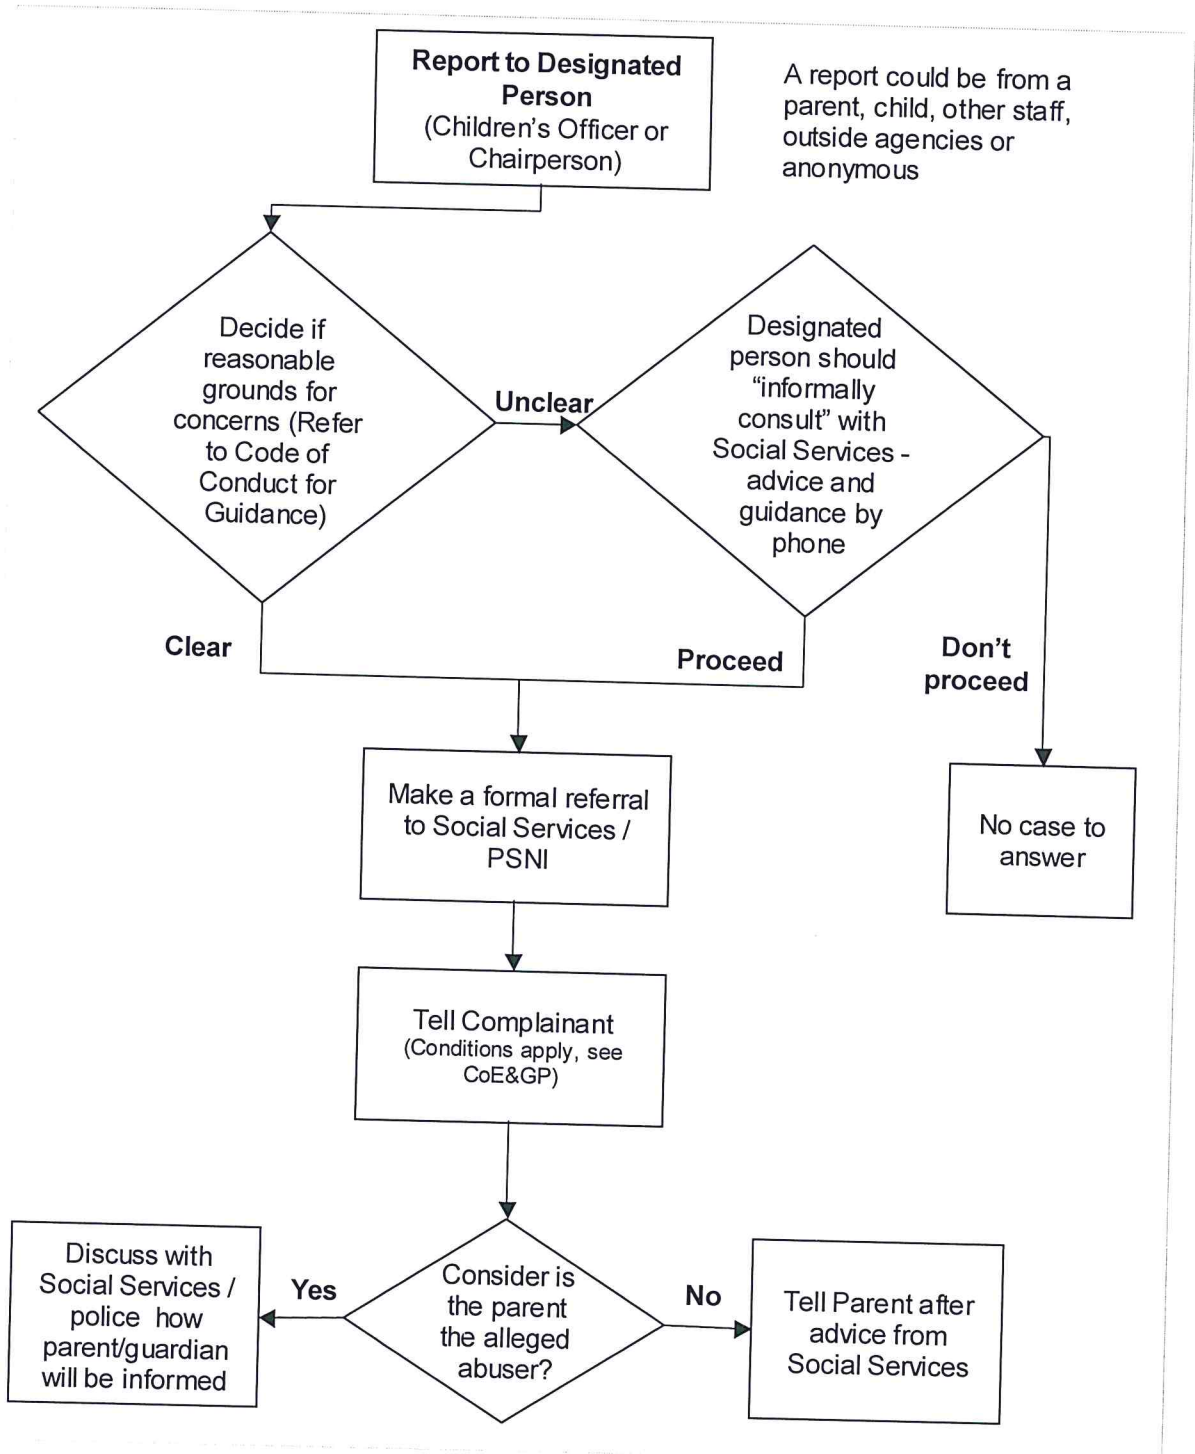 Report to Designated
Person
(Children's Officer or
Chairperson)
A report could be from a
parent, child, other staff,
outside agencies or
anonymous
Decide if
reasonable
grounds for
concerns (Refer
to Code of
Conduct for
Guidance)
Unclear
Designated
person should
“informally
consult” with
Social Services -
advice and
guidance by
phone
Clear
Proceed
Don't
proceed
Make a formal referral
to Social Services /
PSNI
No case to
answer
Tell Complainant
(Conditions apply, see
CoE&GP)
Discuss with
Social Services /
police how
parent/guardian
will be informed
Yes
Consider is
the parent
the alleged
abuser?
No
Tell Parent after
advice from
Social Services